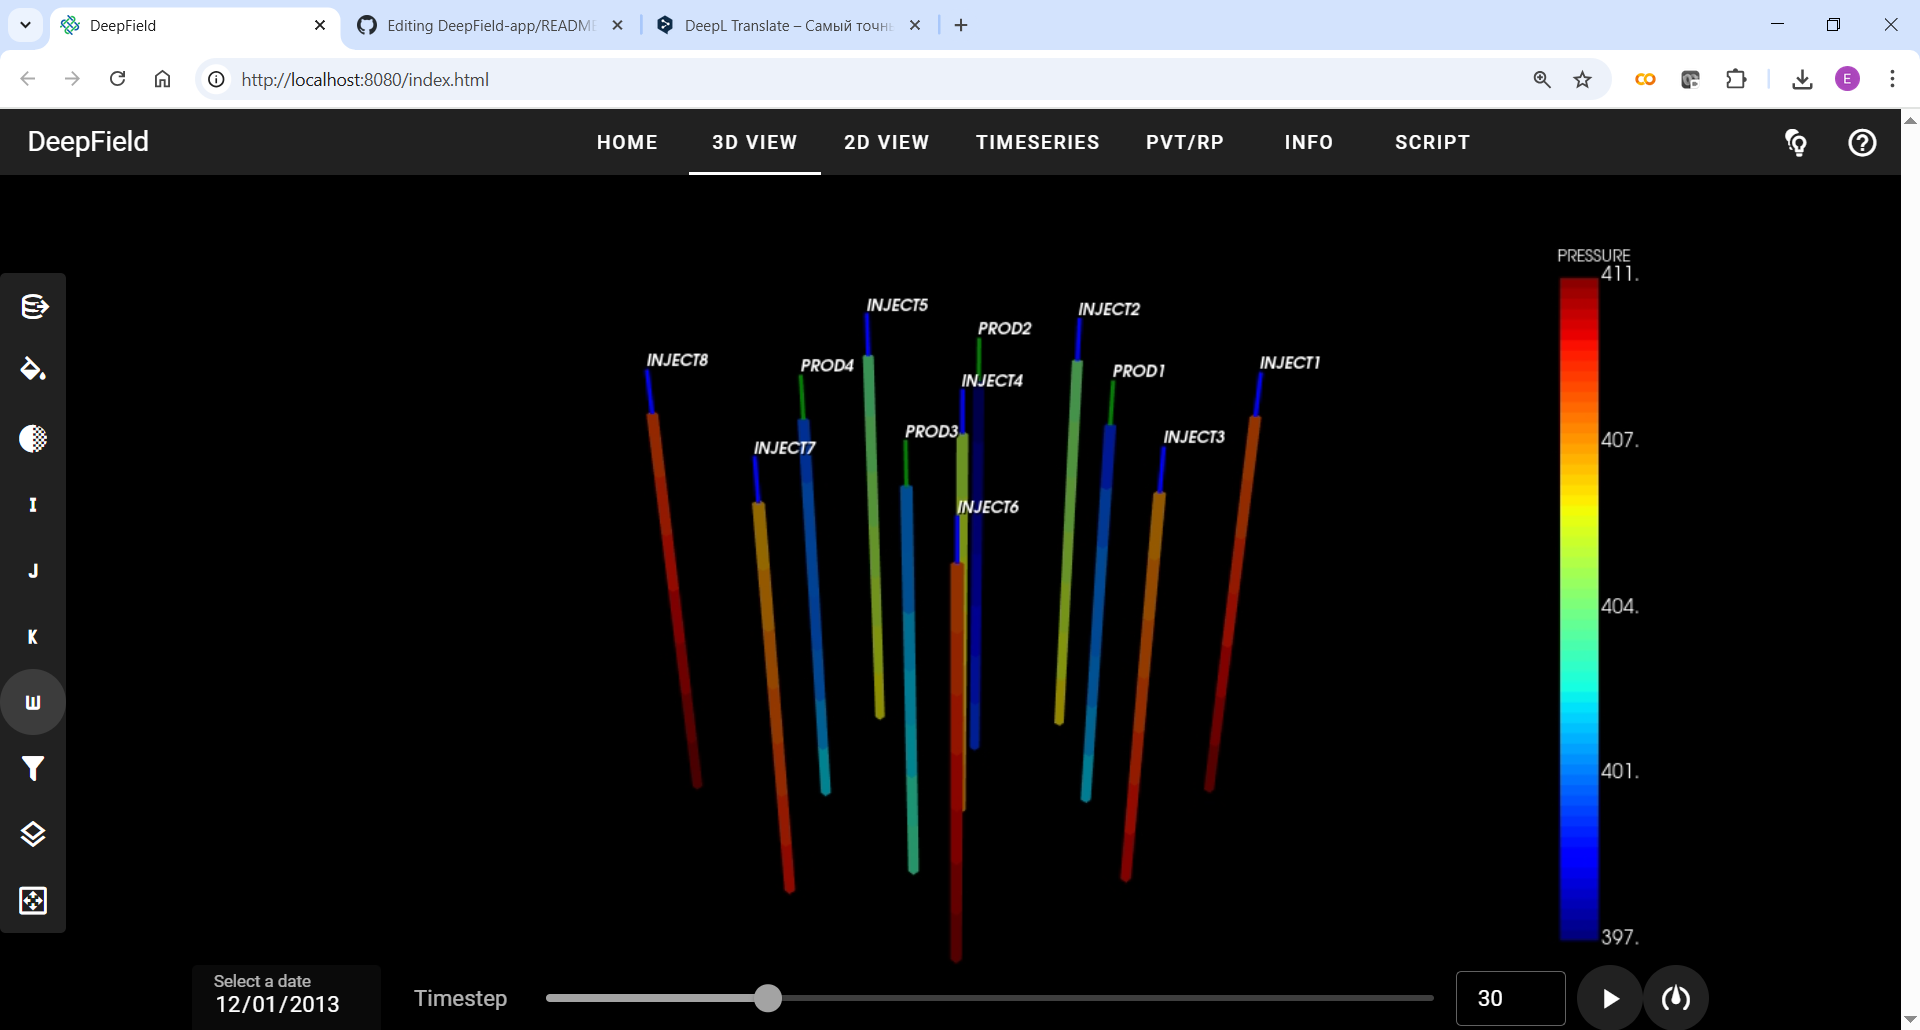 DeepField
Editing DeepField-app/README
DeepL Translate – Самый точн
http://localhost:8080/index.html
E
DeepField
HOME
3D VIEW
2D VIEW
TIMESERIES
PVT/RP
INFO
SCRIPT
PRESSURE
411.
407.
404.
401.
397.
INJECT5
INJECT2
PROD2
INJECT8
PROD4
INJECT4
PROD1
INJECT1
PROD3
INJECT3
INJECT7
INJECT6
I
J
K
W
Select a date
12/01/2013
Timestep
30